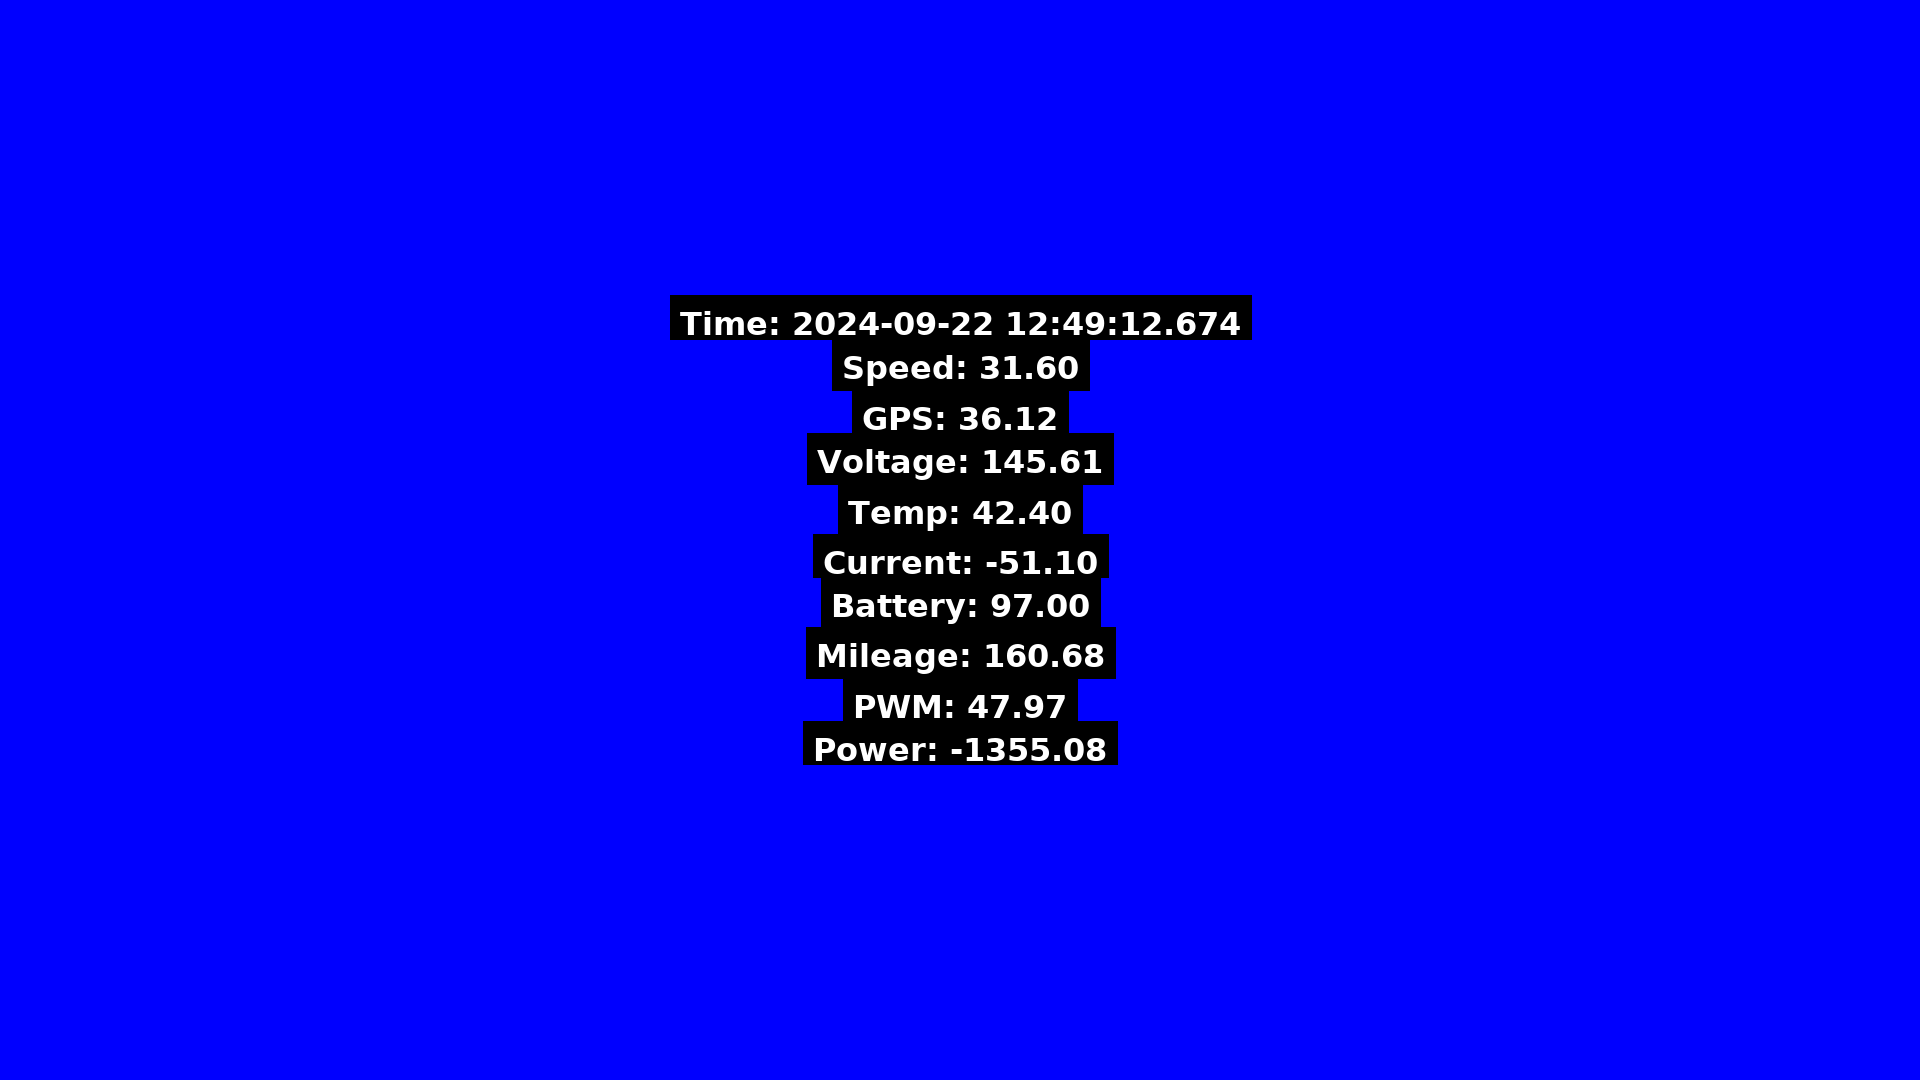 Time: 2024-09-22 12:49:12.674
Speed: 31.60
GPS: 36.12
Voltage: 145.61
Temp: 42.40
Current: -51.10
Battery: 97.00
Mileage: 160.68
PWM: 47.97
Power: -1355.08